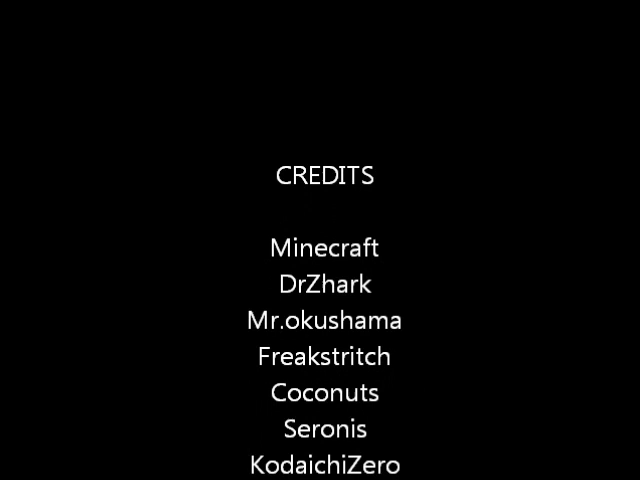 CREDITS
Minecraft
DrZhark
Mr.okushama
Freakstritch
Coconuts
Seronis
KodaichiZero